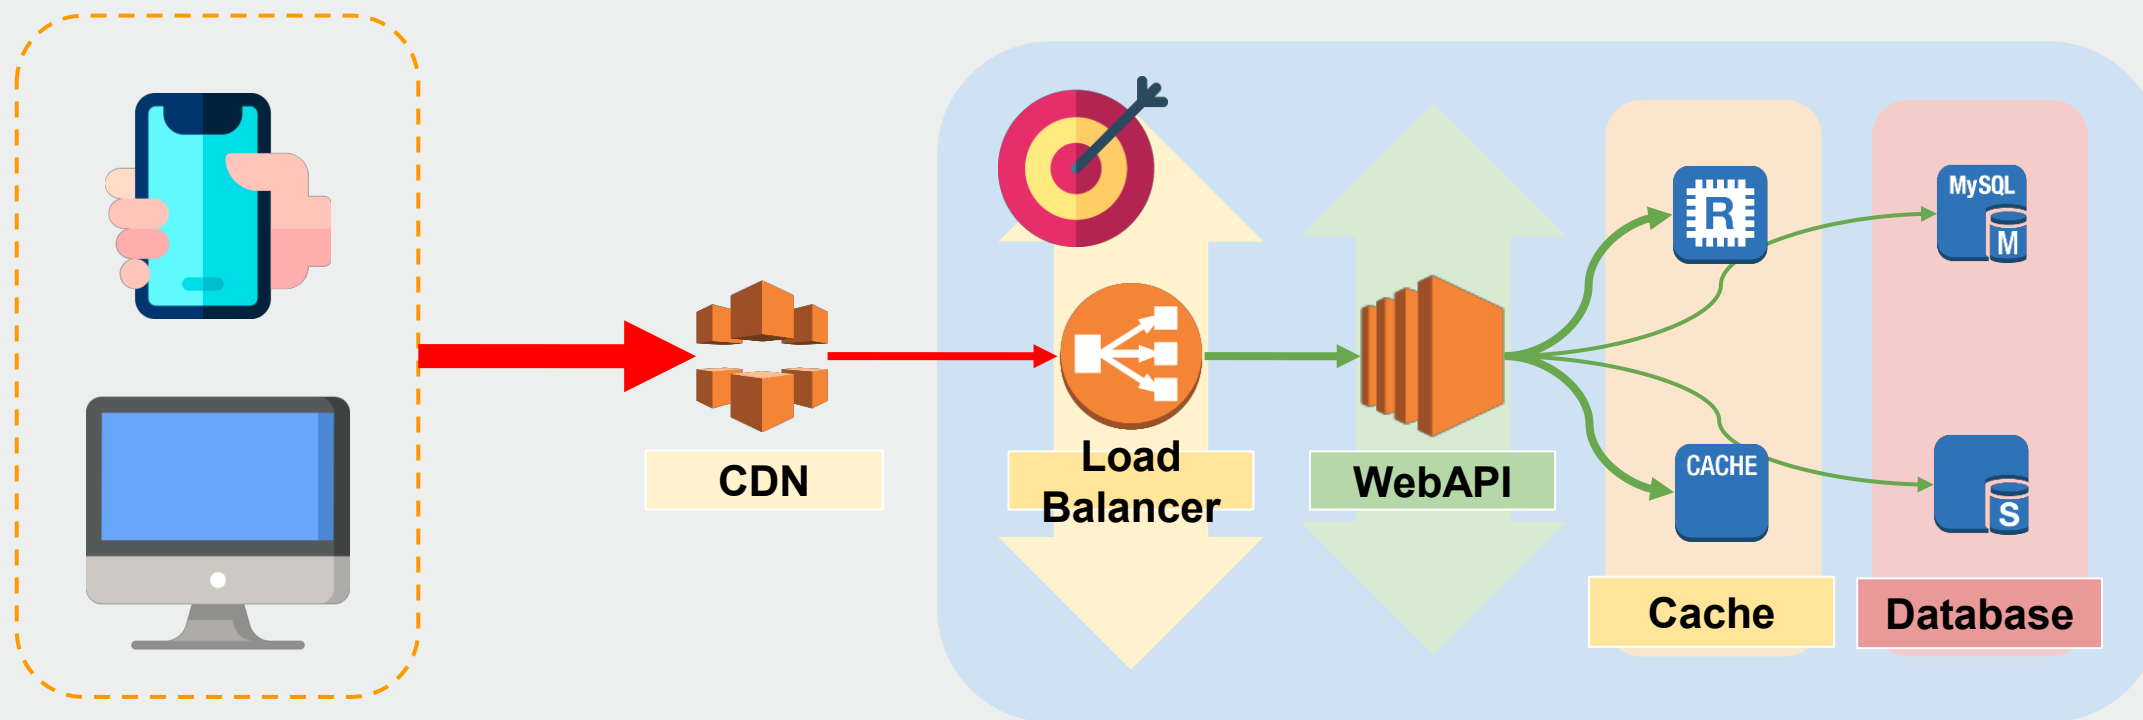 CDN
Load
Balancer
WebAPI
R
CACHE
Cache
MySQL
M
S
Database